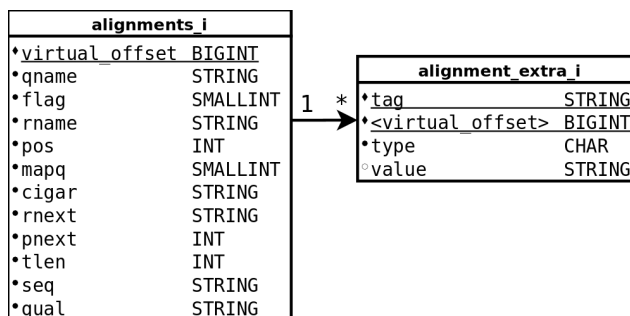 alignments_i
virtual_offset BIGINT
qname STRING
flag SMALLINT
rname STRING
pos INT
mapq SMALLINT
cigar STRING
rnext STRING
pnext INT
tlen INT
seq STRING
qual STRING
1 *
alignment_extra_i
tag STRING
<virtual_offset> BIGINT
type CHAR
value STRING